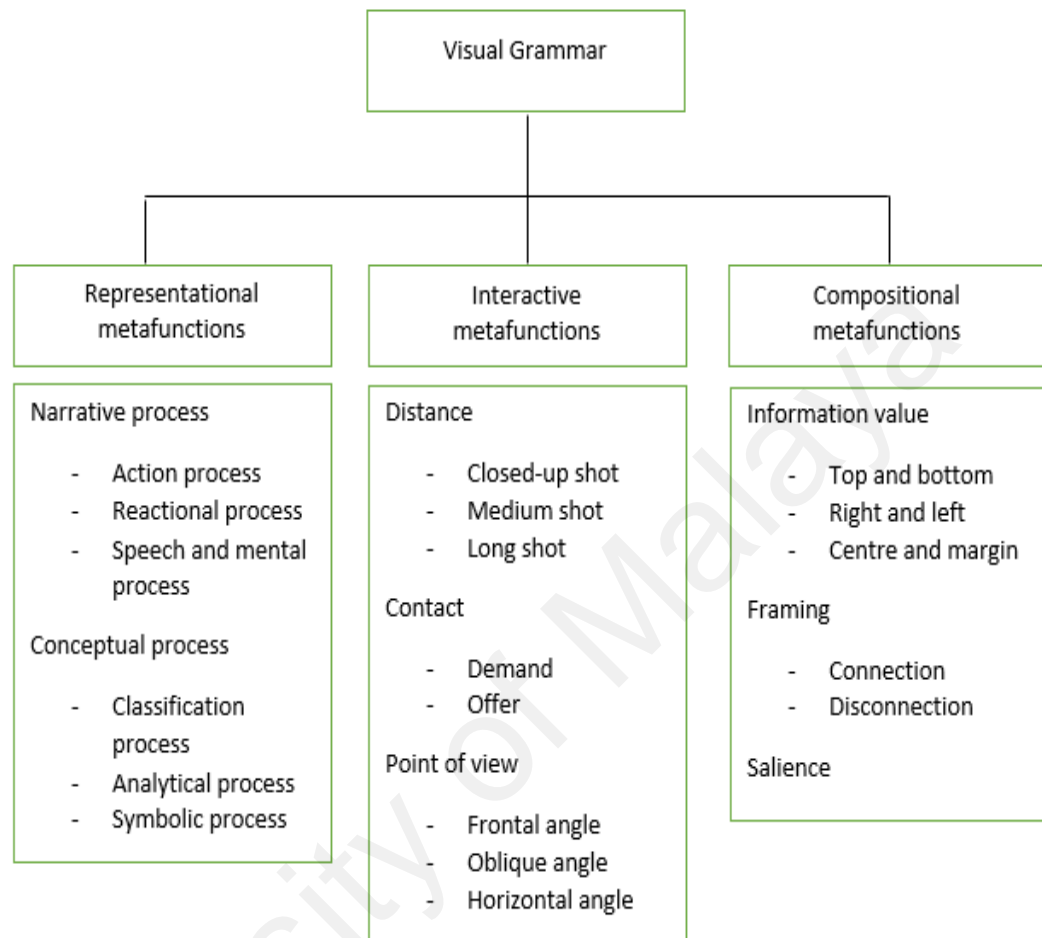 Visual Grammar
Representational
metafunctions
Narrative process
- Action process
- Reactional process
- Speech and mental
process
Conceptual process
- Classification
process
- Analytical process
- Symbolic process
Interactive
metafunctions
Distance
- Closed-up shot
- Medium shot
- Long shot
Contact
- Demand
- Offer
Point of view
- Frontal angle
- Oblique angle
- Horizontal angle
Compositional
metafunctions
Information value
- Top and bottom
- Right and left
- Centre and margin
Framing
- Connection
- Disconnection
Salience
sity of Malaya